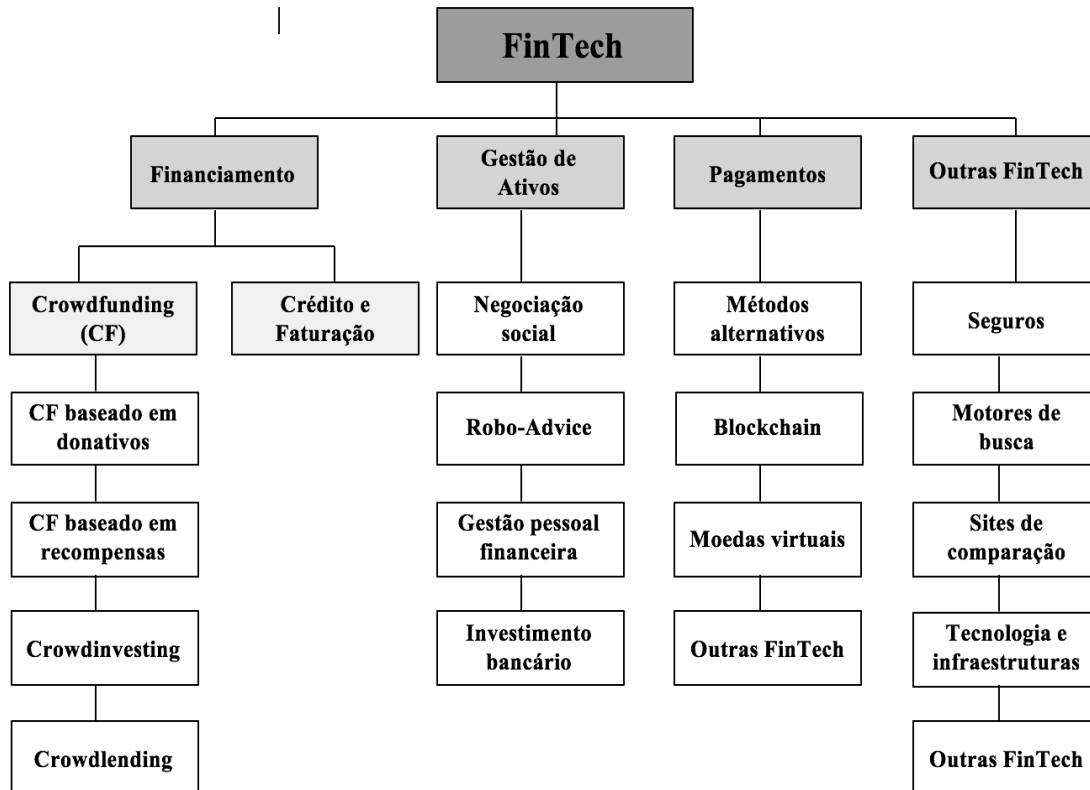 FinTech
Financiamento
Gestão de
Ativos
Pagamentos
Outras FinTech
Crowdfunding
(CF)
Crédito e
Faturação
Negociação
social
Métodos
alternativos
Seguros
CF baseado em
donativos
Robo-Advice
Blockchain
Motores de
busca
CF baseado em
recompensas
Gestão pessoal
financeira
Moedas virtuais
Sites de
comparação
Crowdinvesting
Investimento
bancário
Outras FinTech
Tecnologia e
infraestruturas
Crowdlending
Outras FinTech